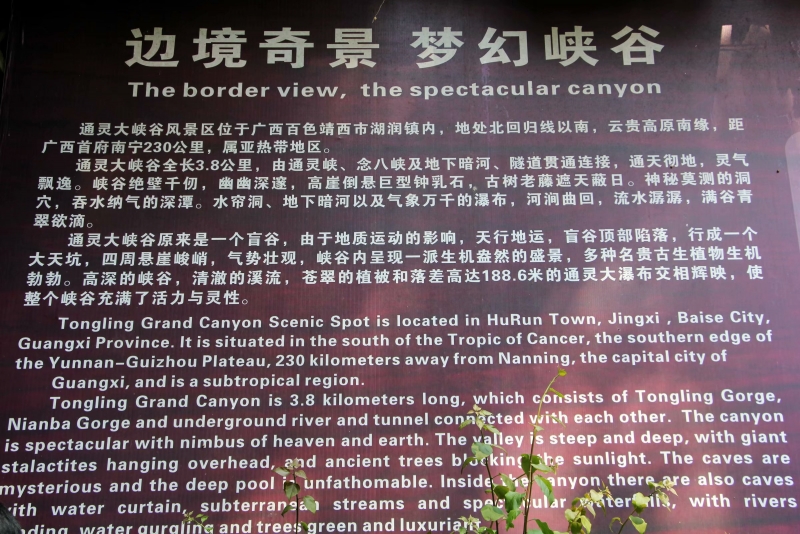 边境奇景 梦幻峡谷
The border view, the spectacular canyon
通灵大峡谷风景区位于广西百色靖西市湖润镇内，地处北回归线以南，云贵高原南缘，距
广西首府南宁230公里，属亚热带地区。
通灵大峡谷全长3.8公里，由通灵峡、念八峡及地下暗河、隧道贯通连接，通天彻地，灵气
飘逸。峡谷绝壁千仞，幽幽深邃，高崖倒悬巨型钟乳石，古树老藤遮天蔽日。神秘莫测的洞
穴，吞水纳气的深潭。水帘洞、地下暗河以及气象万千的瀑布，河涧曲回，流水潺潺，满谷青
翠欲滴。
通灵大峡谷原来是一个盲谷，由于地质运动的影响，天行地运，盲谷顶部陷落，行成一个
大天坑，四周悬崖峻峭，气势壮观，峡谷内呈现一派生机盎然的盛景，多种名贵古生植物生机
勃勃。高深的峡谷，清澈的溪流，苍翠的植被和落差高达188.6米的通灵大瀑布交相辉映，使
整个峡谷充满了活力与灵性。
Tongling Grand Canyon Scenic Spot is located in HuRun Town, Jingxi , Baise City,
Guangxi Province. It is situated in the south of the Tropic of Cancer, the southern edge of
the Yunnan-Guizhou Plateau, 230 kilometers away from Nanning, the capital city of
Guangxi, and is a subtropical region.
Tongling Grand Canyon is 3.8 kilometers long, which consists of Tongling Gorge,
Nianba Gorge and underground river and tunnel connected with each other. The canyon
is spectacular with nimbus of heaven and earth. The valley is steep and deep, with giant
stalactites hanging overhead, and ancient trees blocking the sunlight. The caves are
mysterious and the deep pool is unfathomable. Inside the canyon there are also caves
with water curtain, subterranean streams and spectacular waterfalls, with rivers
water gurgling and trees green and luxuriant.